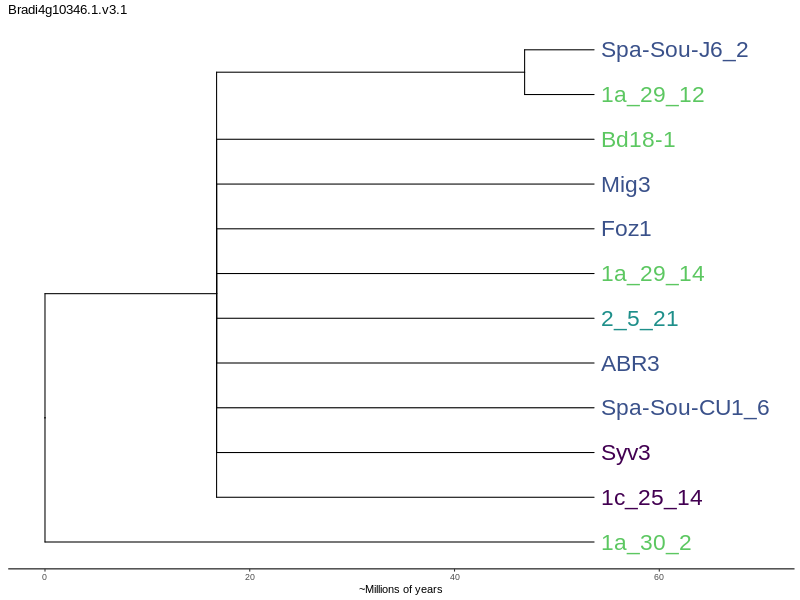 Bradi4g10346.1.v3.1
Spa-Sou-J6_2
1a_29_12
Bd18-1
Mig3
Foz1
1a_29_14
2_5_21
ABR3
Spa-Sou-CU1_6
Syv3
1c_25_14
1a_30_2
0 20 40 60
~Millions of years